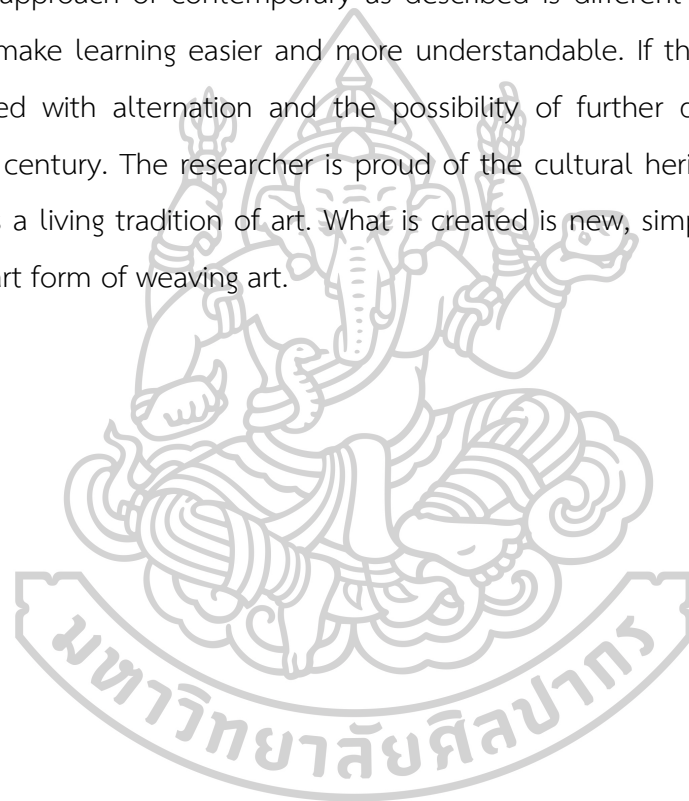 approach of contemporary as described is different
make learning easier and more understandable. If th
ed with alternation and the possibility of further
century. The researcher is proud of the cultural heri
s a living tradition of art. What is created is new, simp
art form of weaving art.
มหาวิทยาลัยศิลปากร